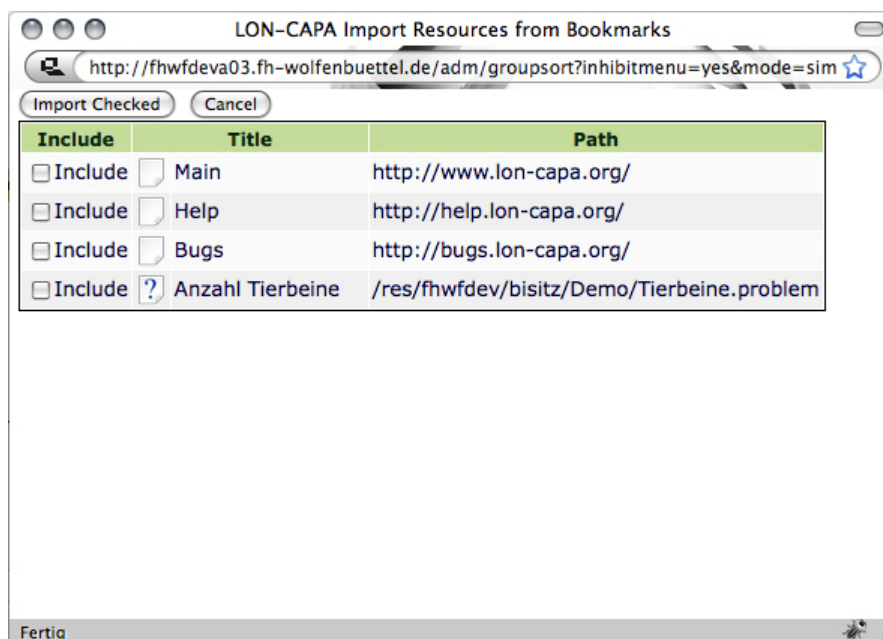 LON-CAPA Import Resources from Bookmarks
http://fhwfdeva03.fh-wolfenbuettel.de/adm/groupsort?inhibitmenu=yes&mode=sim
Import Checked Cancel
Include Title Path
Include Main http://www.lon-capa.org/
Include Help http://help.lon-capa.org/
Include Bugs http://bugs.lon-capa.org/
Include ? Anzahl Tierbeine /res/fhwfdev/bisitz/Demo/Tierbeine.problem
Fertig